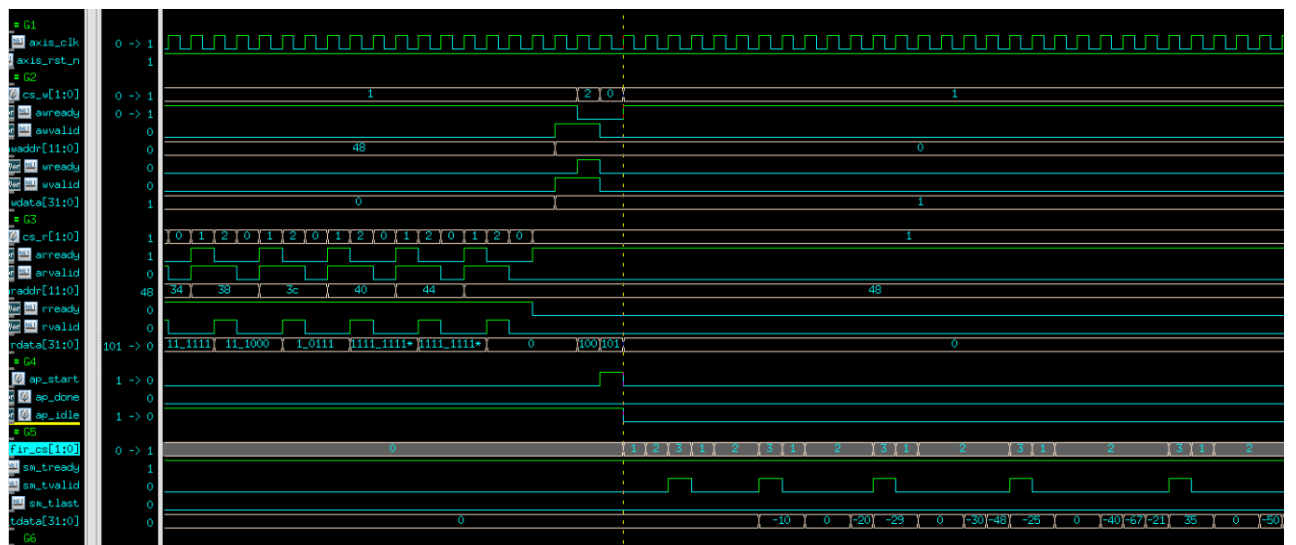 = G1
axis_clk 0 -> 1
axis_rst_n 1
= G2
cs_w[1:0] 0 -> 1 1 2 0 1
awready 0 -> 1
awvalid 0
waddr[11:0] 0 48 0
wready 0
wvalid 0
wdata[31:0] 1 0 1
= G3
cs_r[1:0] 1 0 1 2 0 1 2 0 1 2 0 1 2 0 1 2 0 1
arready 1
arvalid 0
raddr[11:0] 48 34 38 3c 40 44 48
rready 0
rvalid 0
rdata[31:0] 101 -> 0 11_1111 11_1000 1_0111 1111_1111* 1111_1111* 0 100 101 0
= G4
ap_start 1 -> 0
ap_done 0
ap_idle 1 -> 0
= G5
fir_cs[1:0] 0 -> 1 0 1 2 3 1 2 3 1 2 3 1 2 3 1 2 3 1 2
sm_tready 1
sm_tvalid 0
sm_tlast 0
tdata[31:0] 0 0 -10 0 -20 -29 0 -30 -48 -25 0 -40 -67 -21 35 0 -50
G6